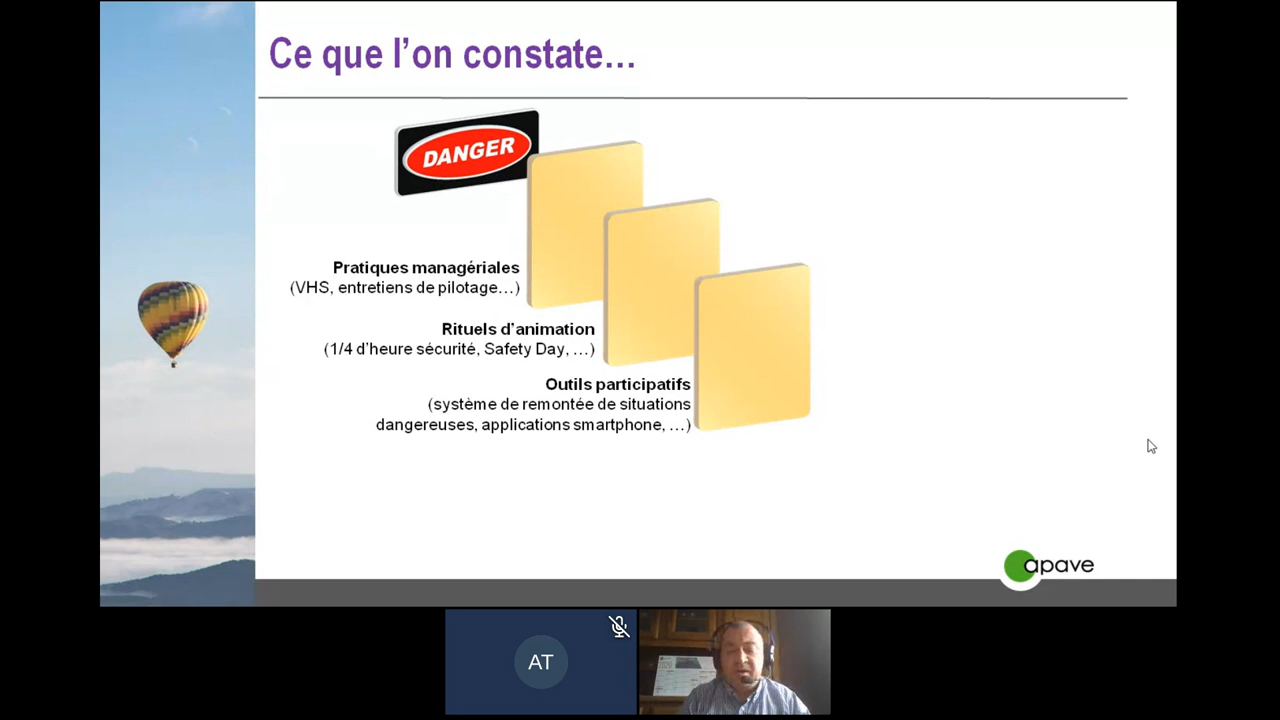 Ce que l'on constate…
DANGER
Pratiques managériales
(VHS, entretiens de pilotage…)
Rituels d'animation
(1/4 d'heure sécurité, Safety Day, …)
Outils participatifs
(système de remontée de situations
dangereuses, applications smartphone, …)
apave
AT